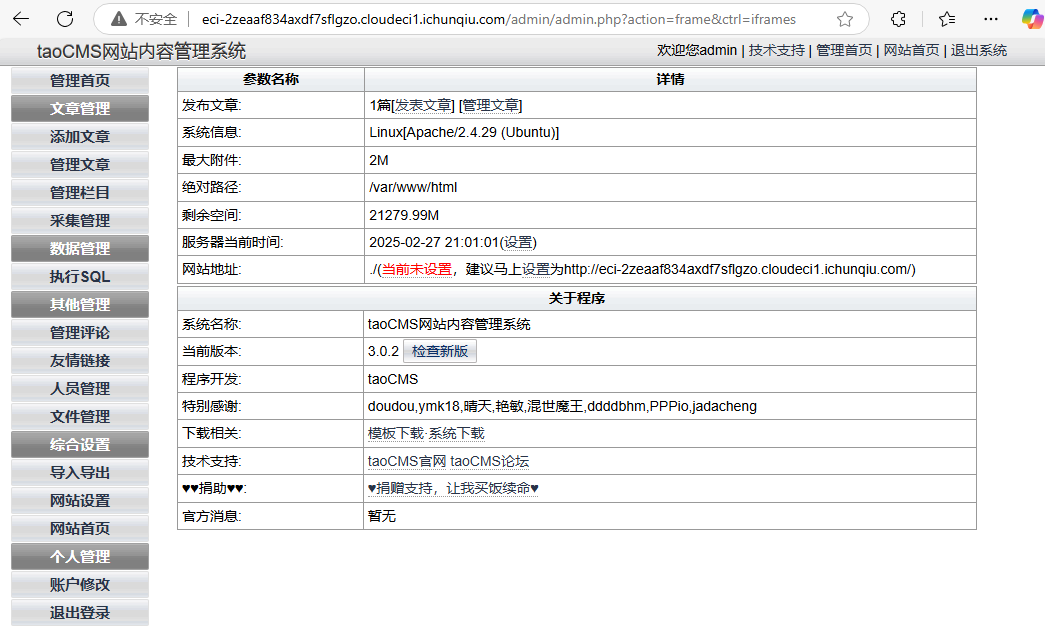 不安全 eci-2zeaaf834axdf7sflgzo.cloudeci1.ichunqiu.com/admin/admin.php?action=frame&ctrl=iframes
taoCMS网站内容管理系统 欢迎您admin | 技术支持 | 管理首页 | 网站首页 | 退出系统
管理首页
文章管理
添加文章
管理文章
管理栏目
采集管理
数据管理
执行SQL
其他管理
管理评论
友情链接
人员管理
文件管理
综合设置
导入导出
网站设置
网站首页
个人管理
账户修改
退出登录
参数名称 详情
发布文章: 1篇[发表文章] [管理文章]
系统信息: Linux[Apache/2.4.29 (Ubuntu)]
最大附件: 2M
绝对路径: /var/www/html
剩余空间: 21279.99M
服务器当前时间: 2025-02-27 21:01:01(设置)
网站地址: ./(当前未设置，建议马上设置为http://eci-2zeaaf834axdf7sflgzo.cloudeci1.ichunqiu.com/)
关于程序
系统名称: taoCMS网站内容管理系统
当前版本: 3.0.2 检查新版
程序开发: taoCMS
特别感谢: doudou,ymk18,晴天,艳敏,混世魔王,ddddbhm,PPPio,jadacheng
下载相关: 模板下载·系统下载
技术支持: taoCMS官网 taoCMS论坛
♥♥捐助♥♥: ♥捐赠支持，让我买饭续命♥
官方消息: 暂无